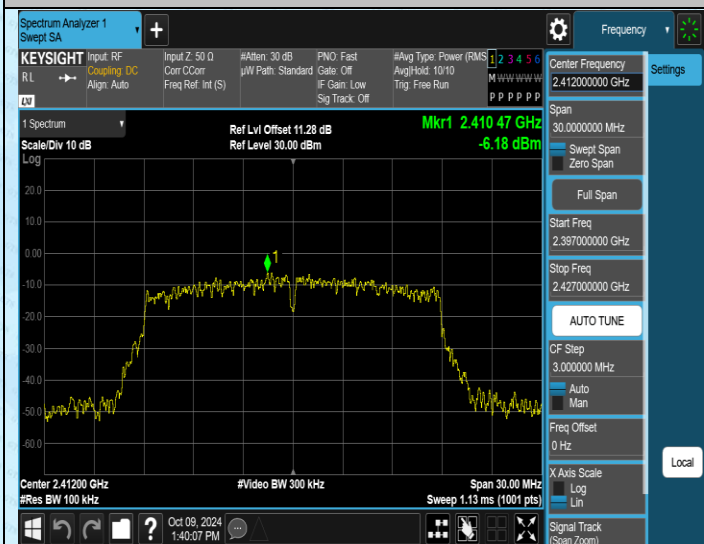 Spectrum Analyzer 1
Swept SA
+
Frequency
KEYSIGHT
RL
LXI
Input: RF
Coupling: DC
Align: Auto
Input Z: 50 Ω
Corr CCorr
Freq Ref: Int (S)
#Atten: 30 dB
µW Path: Standard
PNO: Fast
Gate: Off
IF Gain: Low
Sig Track: Off
#Avg Type: Power (RMS
Avg|Hold: 10/10
Trig: Free Run
1 2 3 4 5 6
M W W W W W
P P P P P P
1 Spectrum
Scale/Div 10 dB
Ref Lvl Offset 11.28 dB
Ref Level 30.00 dBm
Mkr1 2.410 47 GHz
-6.18 dBm
Log
20.0
10.0
0.00
-10.0
-20.0
-30.0
-40.0
-50.0
-60.0
1
Center 2.41200 GHz
#Res BW 100 kHz
#Video BW 300 kHz
Span 30.00 MHz
Sweep 1.13 ms (1001 pts)
Oct 09, 2024
1:40:07 PM
?
Center Frequency
2.412000000 GHz
Settings
Span
30.0000000 MHz
Swept Span
Zero Span
Full Span
Start Freq
2.397000000 GHz
Stop Freq
2.427000000 GHz
AUTO TUNE
CF Step
3.000000 MHz
Auto
Man
Freq Offset
0 Hz
X Axis Scale
Log
Lin
Local
Signal Track
(Span Zoom)